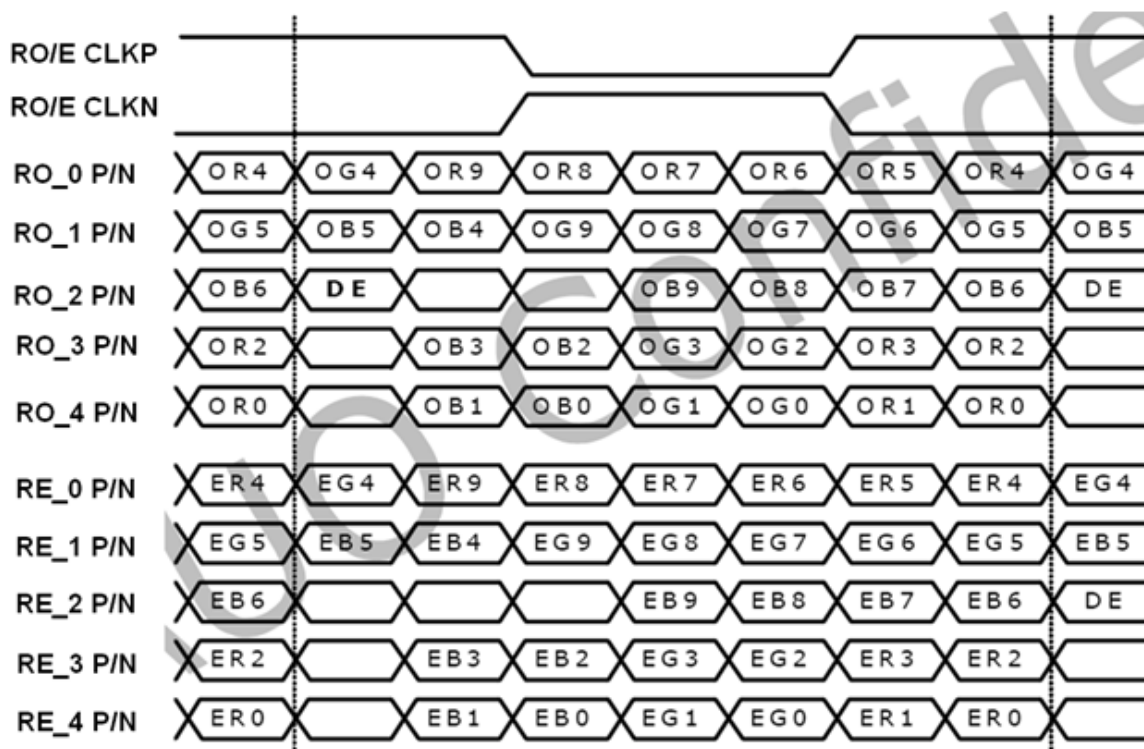 RO/E CLKP
RO/E CLKN
RO_0 P/N OR4 OG4 OR9 OR8 OR7 OR6 OR5 OR4 OG4
RO_1 P/N OG5 OB5 OB4 OG9 OG8 OG7 OG6 OG5 OB5
RO_2 P/N OB6 DE OB9 OB8 OB7 OB6 DE
RO_3 P/N OR2 OB3 OB2 OG3 OG2 OR3 OR2
RO_4 P/N OR0 OB1 OB0 OG1 OG0 OR1 OR0
RE_0 P/N ER4 EG4 ER9 ER8 ER7 ER6 ER5 ER4 EG4
RE_1 P/N EG5 EB5 EB4 EG9 EG8 EG7 EG6 EG5 EB5
RE_2 P/N EB6 EB9 EB8 EB7 EB6 DE
RE_3 P/N ER2 EB3 EB2 EG3 EG2 ER3 ER2
RE_4 P/N ER0 EB1 EB0 EG1 EG0 ER1 ER0